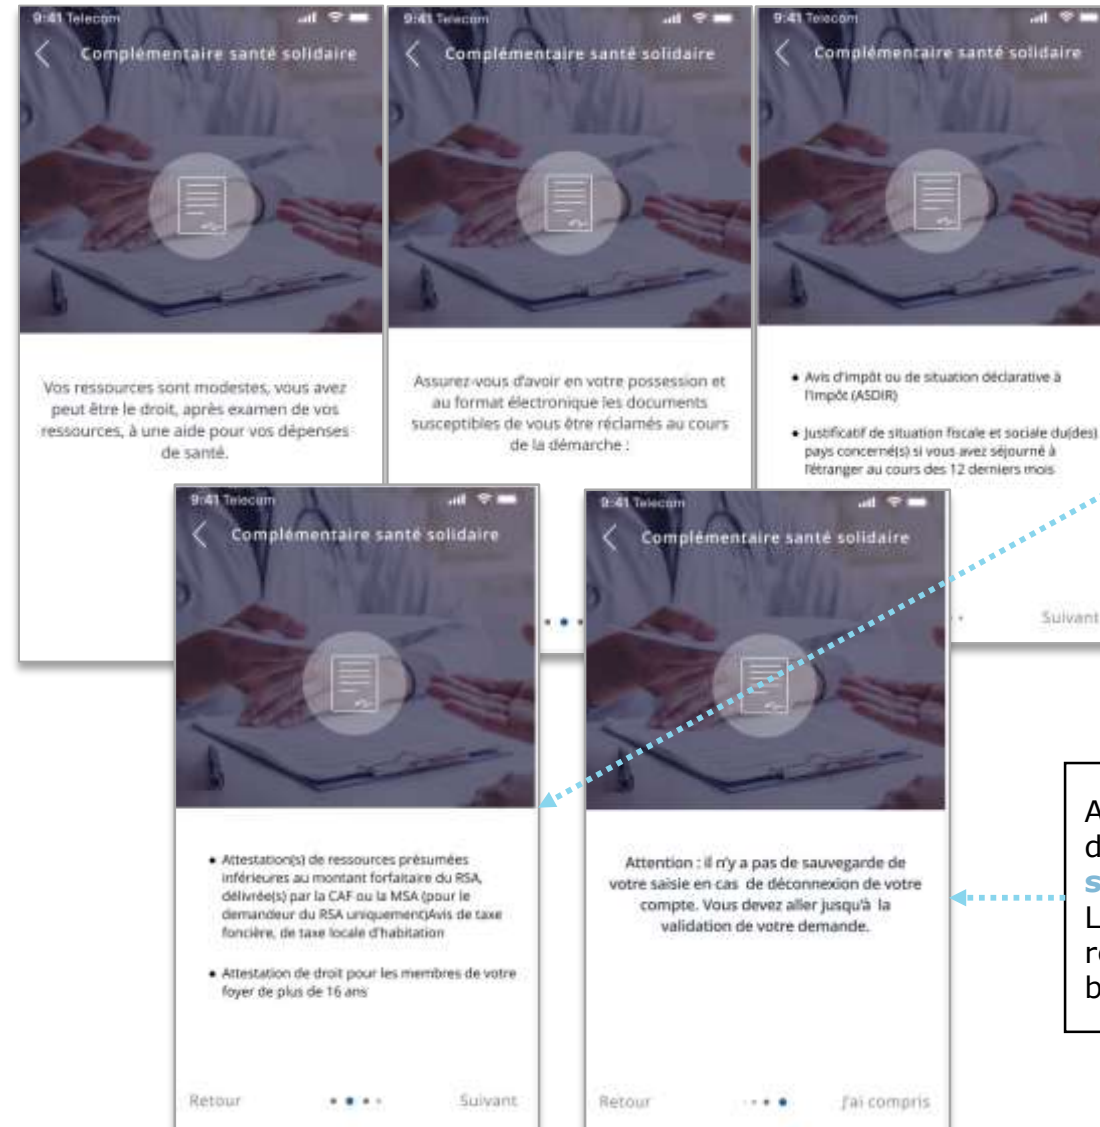 9:41 Telecom
Complémentaire santé solidaire
Vos ressources sont modestes, vous avez
peut être le droit, après examen de vos
ressources, à une aide pour vos dépenses
de santé.
9:41 Telecom
Complémentaire santé solidaire
Assurez-vous d'avoir en votre possession et
au format électronique les documents
susceptibles de vous être réclamés au cours
de la démarche :
9:41 Telecom
Complémentaire santé solidaire
• Avis d'impôt ou de situation déclarative à
l'impôt (ASDIR)
• Justificatif de situation fiscale et sociale du(des)
pays concerné(s) si vous avez séjourné à
l'étranger au cours des 12 derniers mois
Suivant
9:41 Telecom
Complémentaire santé solidaire
• Attestation(s) de ressources présumées
inférieures au montant forfaitaire du RSA,
délivrée(s) par la CAF ou la MSA (pour le
demandeur du RSA uniquement)Avis de taxe
foncière, de taxe locale d'habitation
• Attestation de droit pour les membres de votre
foyer de plus de 16 ans
Retour
Suivant
9:41 Telecom
Complémentaire santé solidaire
Attention : il n'y a pas de sauvegarde de
votre saisie en cas de déconnexion de votre
compte. Vous devez aller jusqu'à la
validation de votre demande.
Retour
J'ai compris